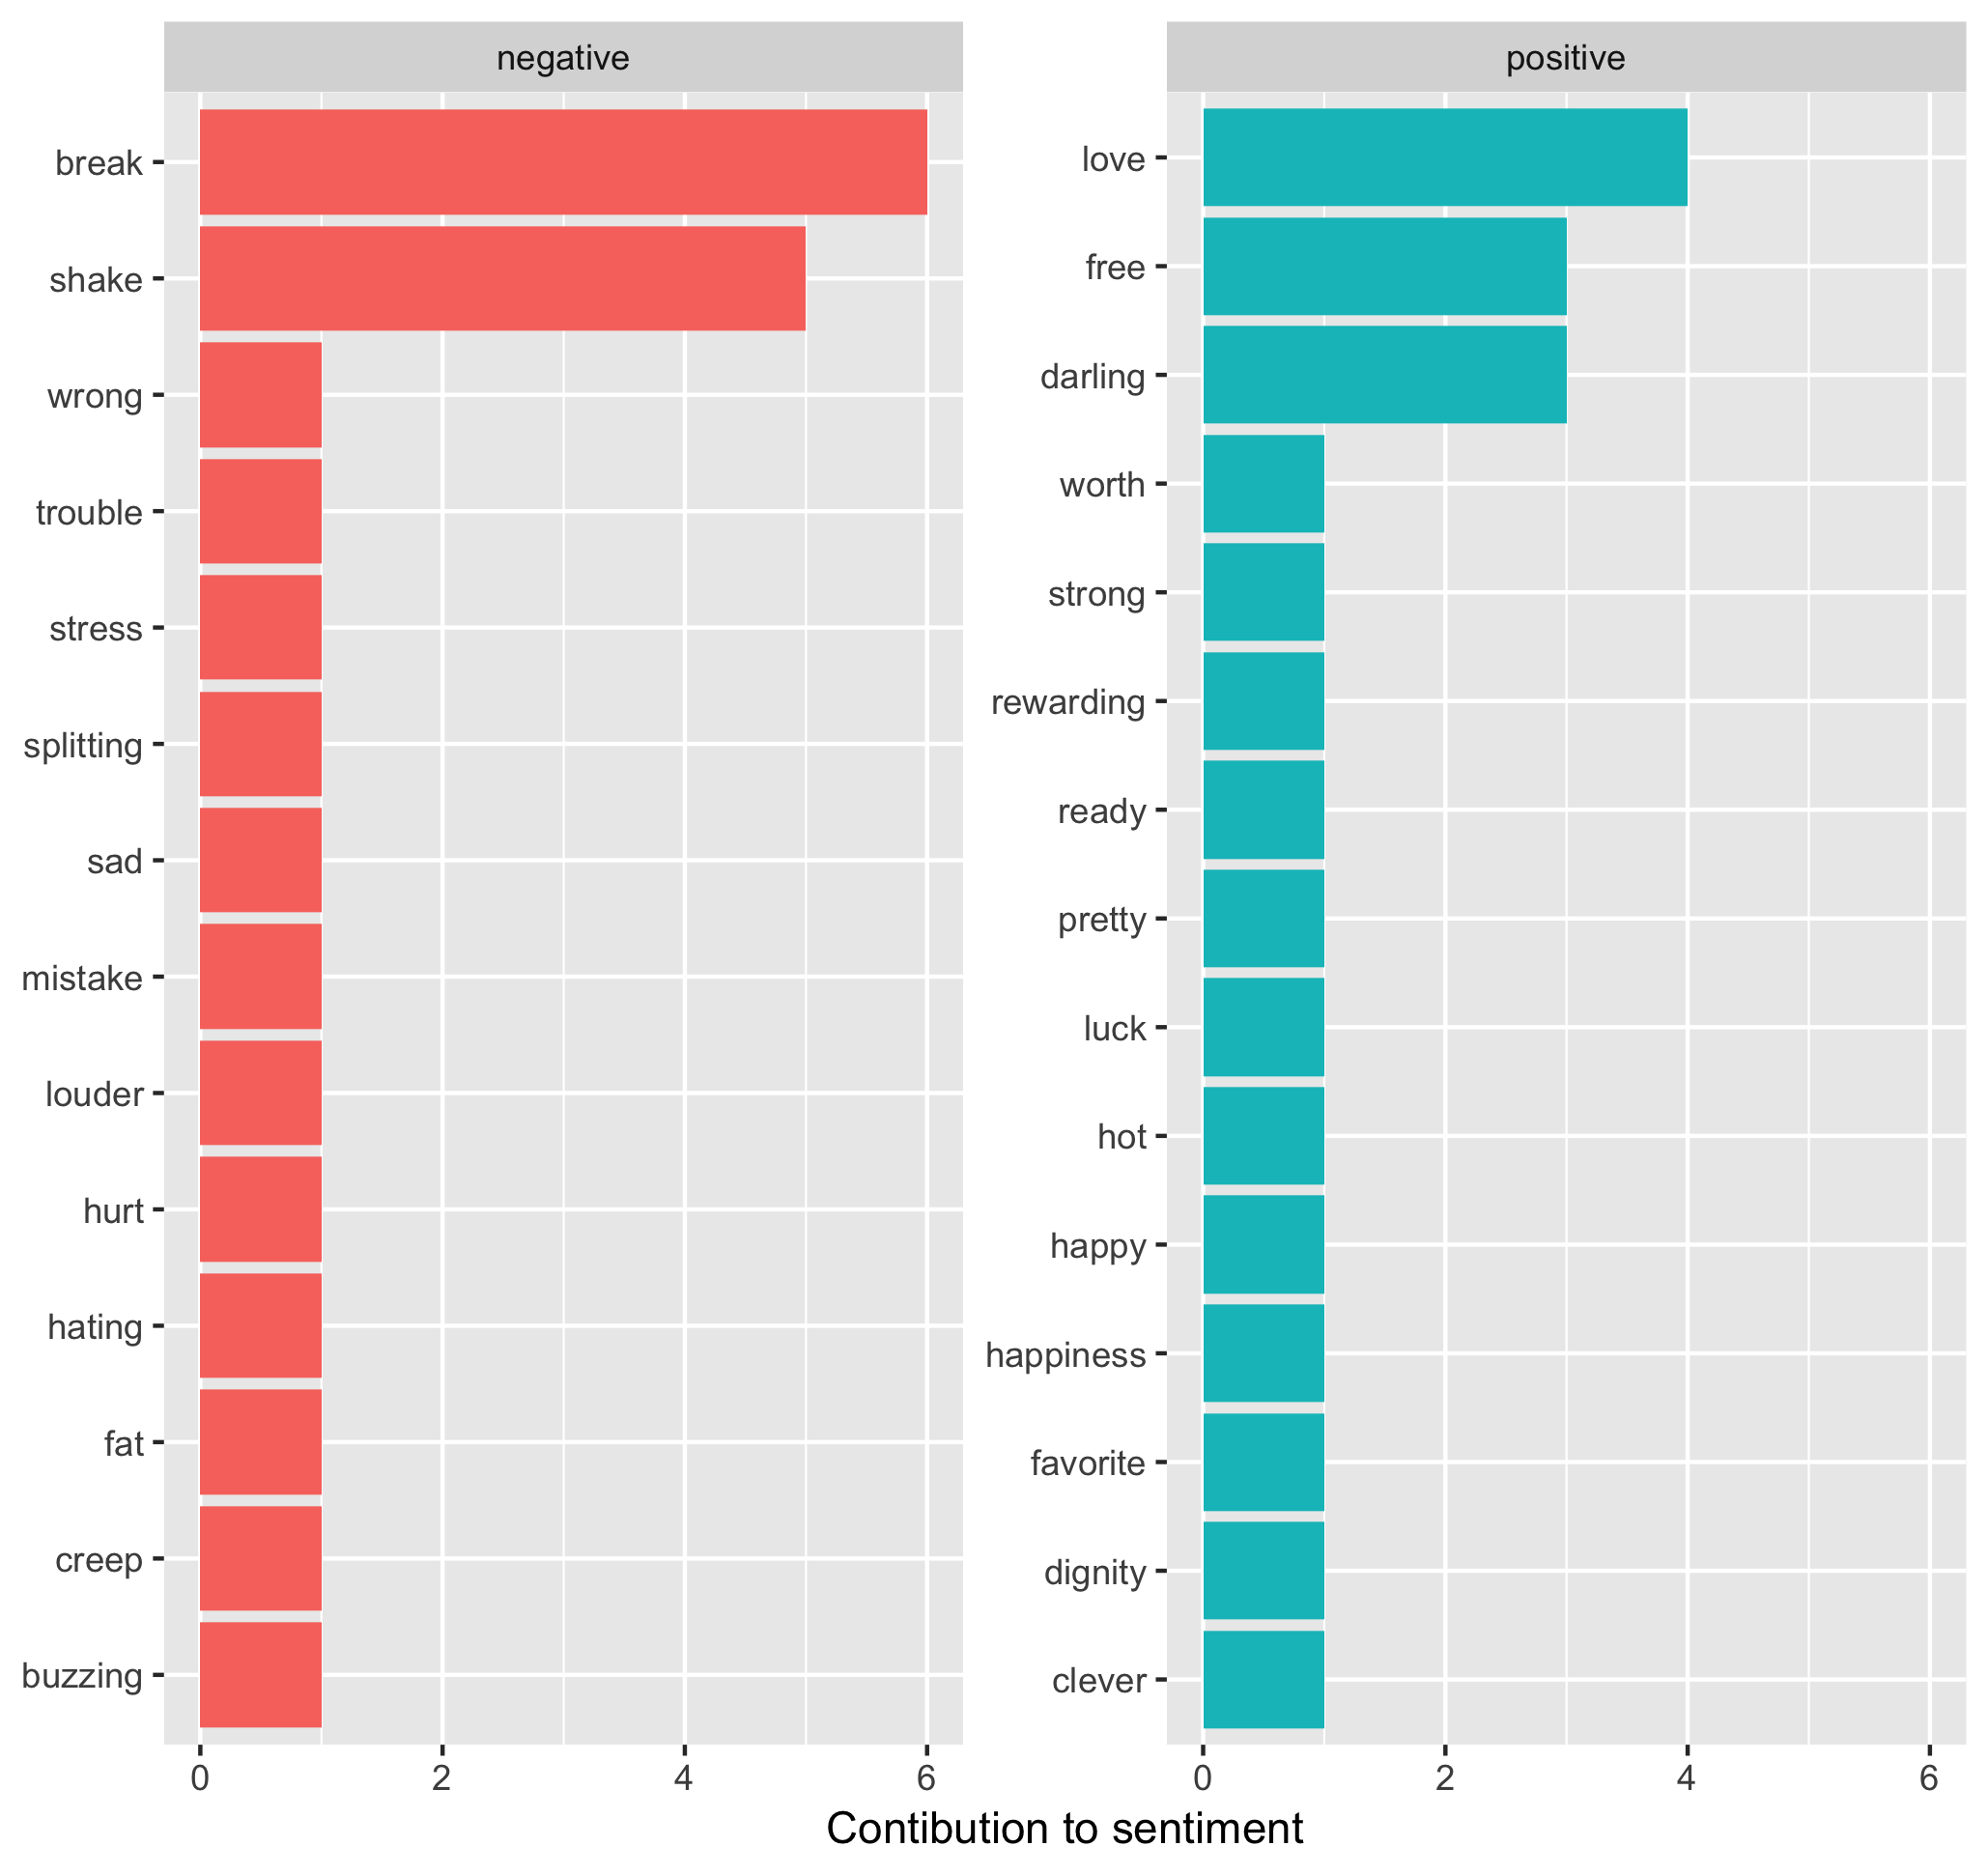 negative
break
shake
wrong
trouble
stress
splitting
sad
mistake
louder
hurt
hating
fat
creep
buzzing
0 2 4 6
positive
love
free
darling
worth
strong
rewarding
ready
pretty
luck
hot
happy
happiness
favorite
dignity
clever
0 2 4 6
Contibution to sentiment